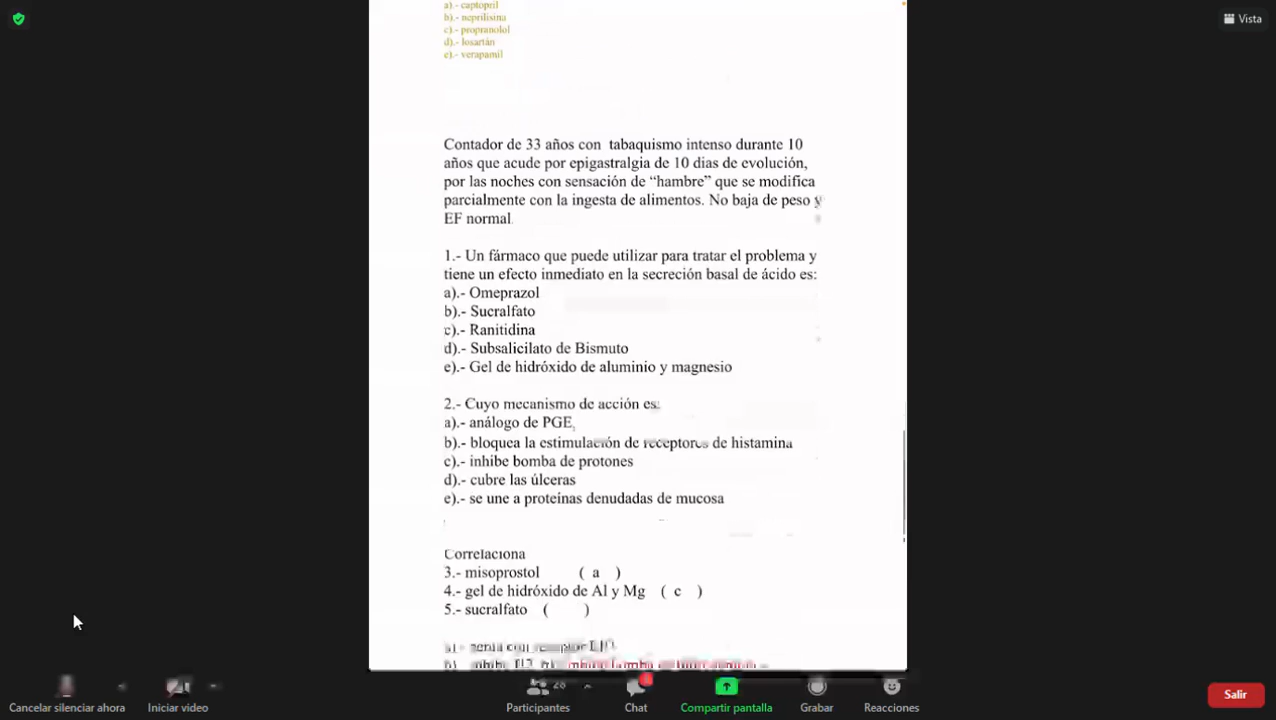 a).- captopril
Vista
b).- neprilisina
c).- propranolol
d).- losartán
e).- verapamil
Contador de 33 años con tabaquismo intenso durante 10
años que acude por epigastralgia de 10 dias de evolución,
por las noches con sensación de “hambre” que se modifica
parcialmente con la ingesta de alimentos. No baja de peso y
EF normal.
1.- Un fármaco que puede utilizar para tratar el problema y
tiene un efecto inmediato en la secreción basal de ácido es:
a).- Omeprazol
b).- Sucralfato
c).- Ranitidina
d).- Subsalicilato de Bismuto
e).- Gel de hidróxido de aluminio y magnesio
2.- Cuyo mecanismo de acción es:
a).- análogo de PGE
b).- bloquea la estimulación de receptores de histamina
c).- inhibe bomba de protones
d).- cubre las úlceras
e).- se une a proteínas denudadas de mucosa
Correlaciona
3.- misoprostol ( a )
4.- gel de hidróxido de Al y Mg ( c )
5.- sucralfato ( )
28
Cancelar silenciar ahora
Iniciar video
Participantes
Chat
Compartir pantalla
Grabar
Reacciones
Salir